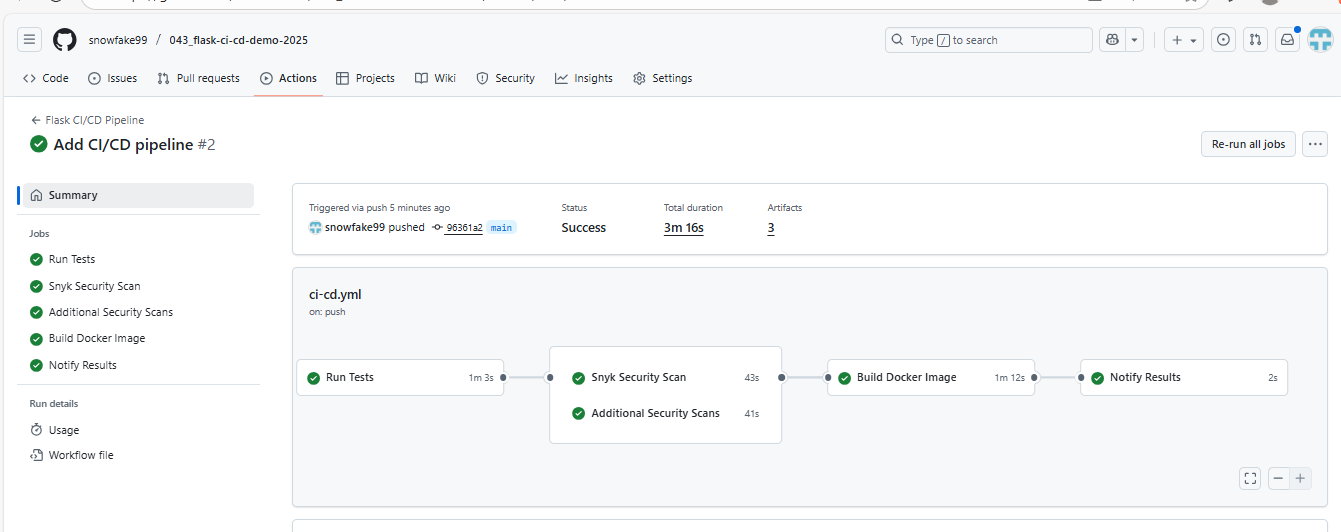 snowfake99 / 043_flask-ci-cd-demo-2025
Type / to search
Code Issues Pull requests Actions Projects Wiki Security Insights Settings
← Flask CI/CD Pipeline
Add CI/CD pipeline #2
Re-run all jobs
Summary
Jobs
Run Tests
Snyk Security Scan
Additional Security Scans
Build Docker Image
Notify Results
Run details
Usage
Workflow file
Triggered via push 5 minutes ago
snowfake99 pushed 96361a2 main
Status
Success
Total duration
3m 16s
Artifacts
3
ci-cd.yml
on: push
Run Tests 1m 3s
Snyk Security Scan 43s
Additional Security Scans 41s
Build Docker Image 1m 12s
Notify Results 2s